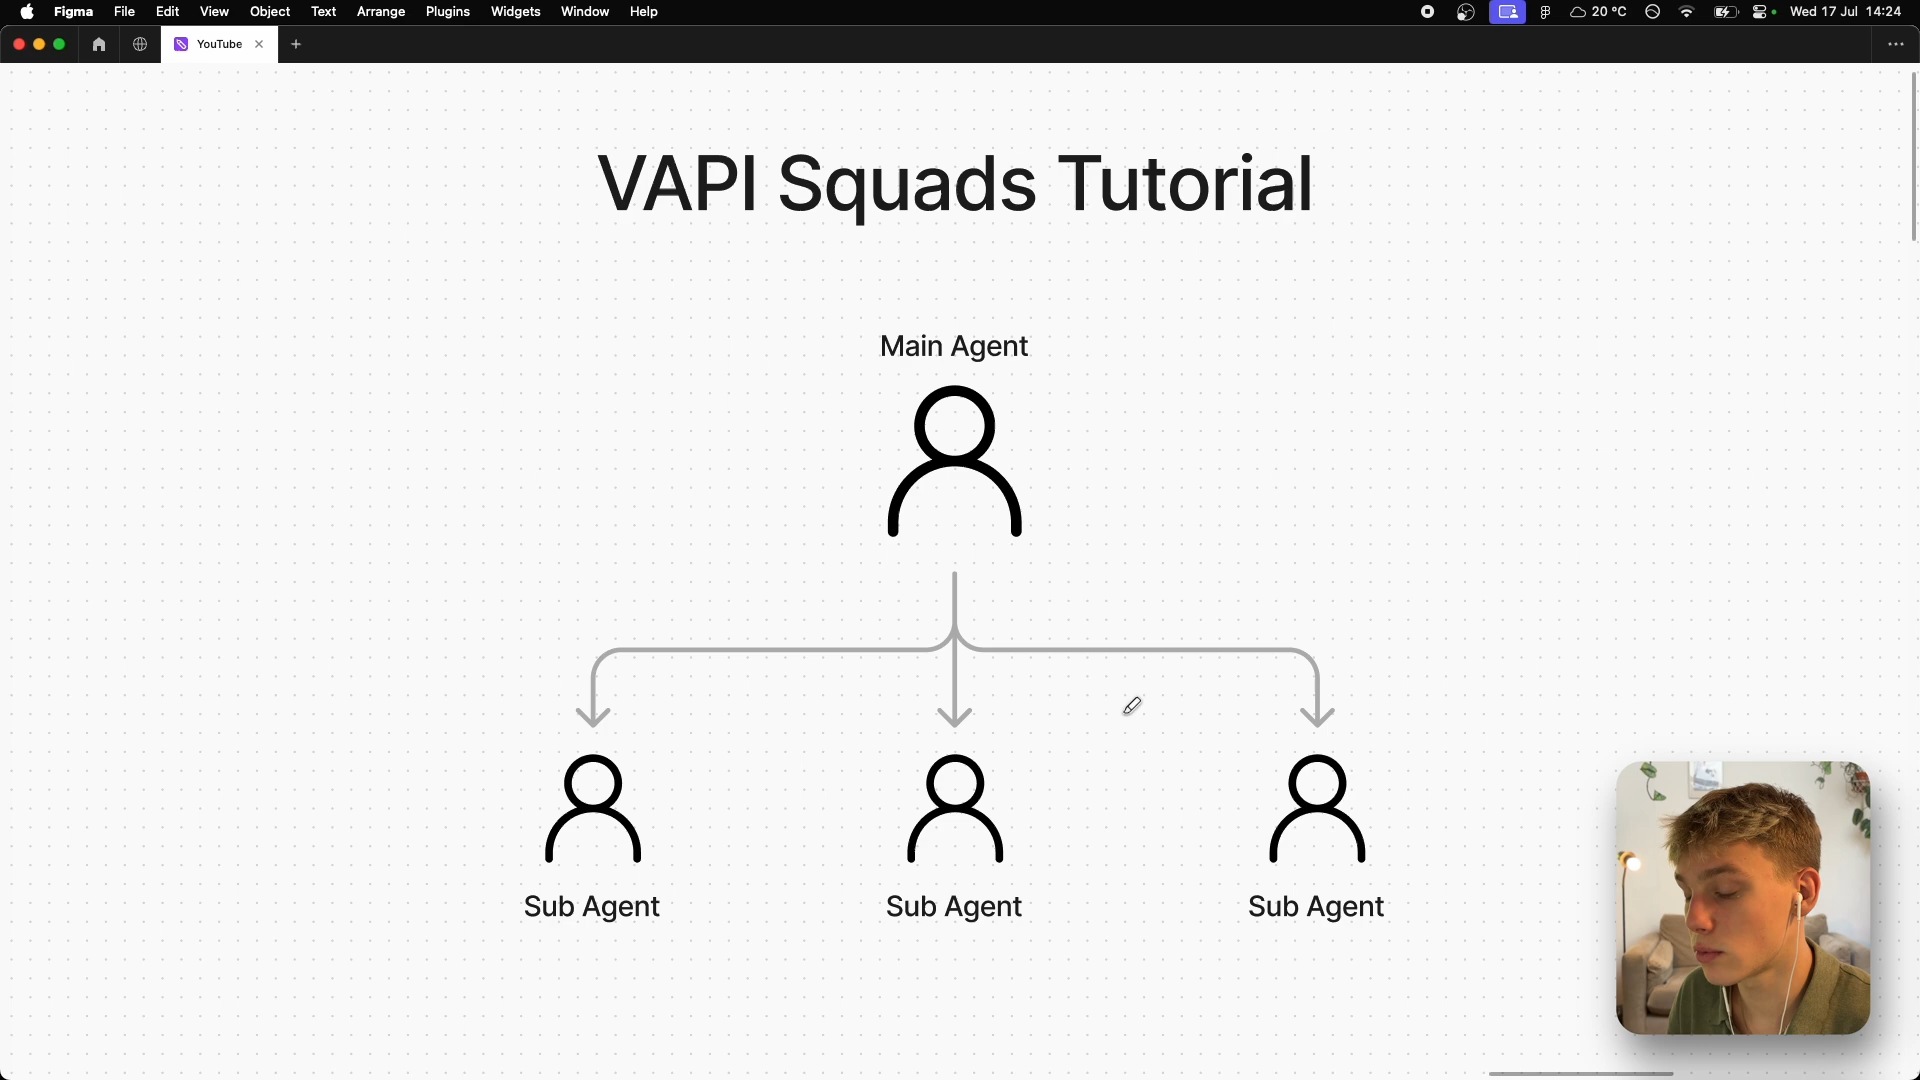 Figma File Edit View Object Text Arrange Plugins Widgets Window Help 20 °C Wed 17 Jul 14:24
YouTube
VAPI Squads Tutorial
Main Agent
Sub Agent Sub Agent Sub Agent